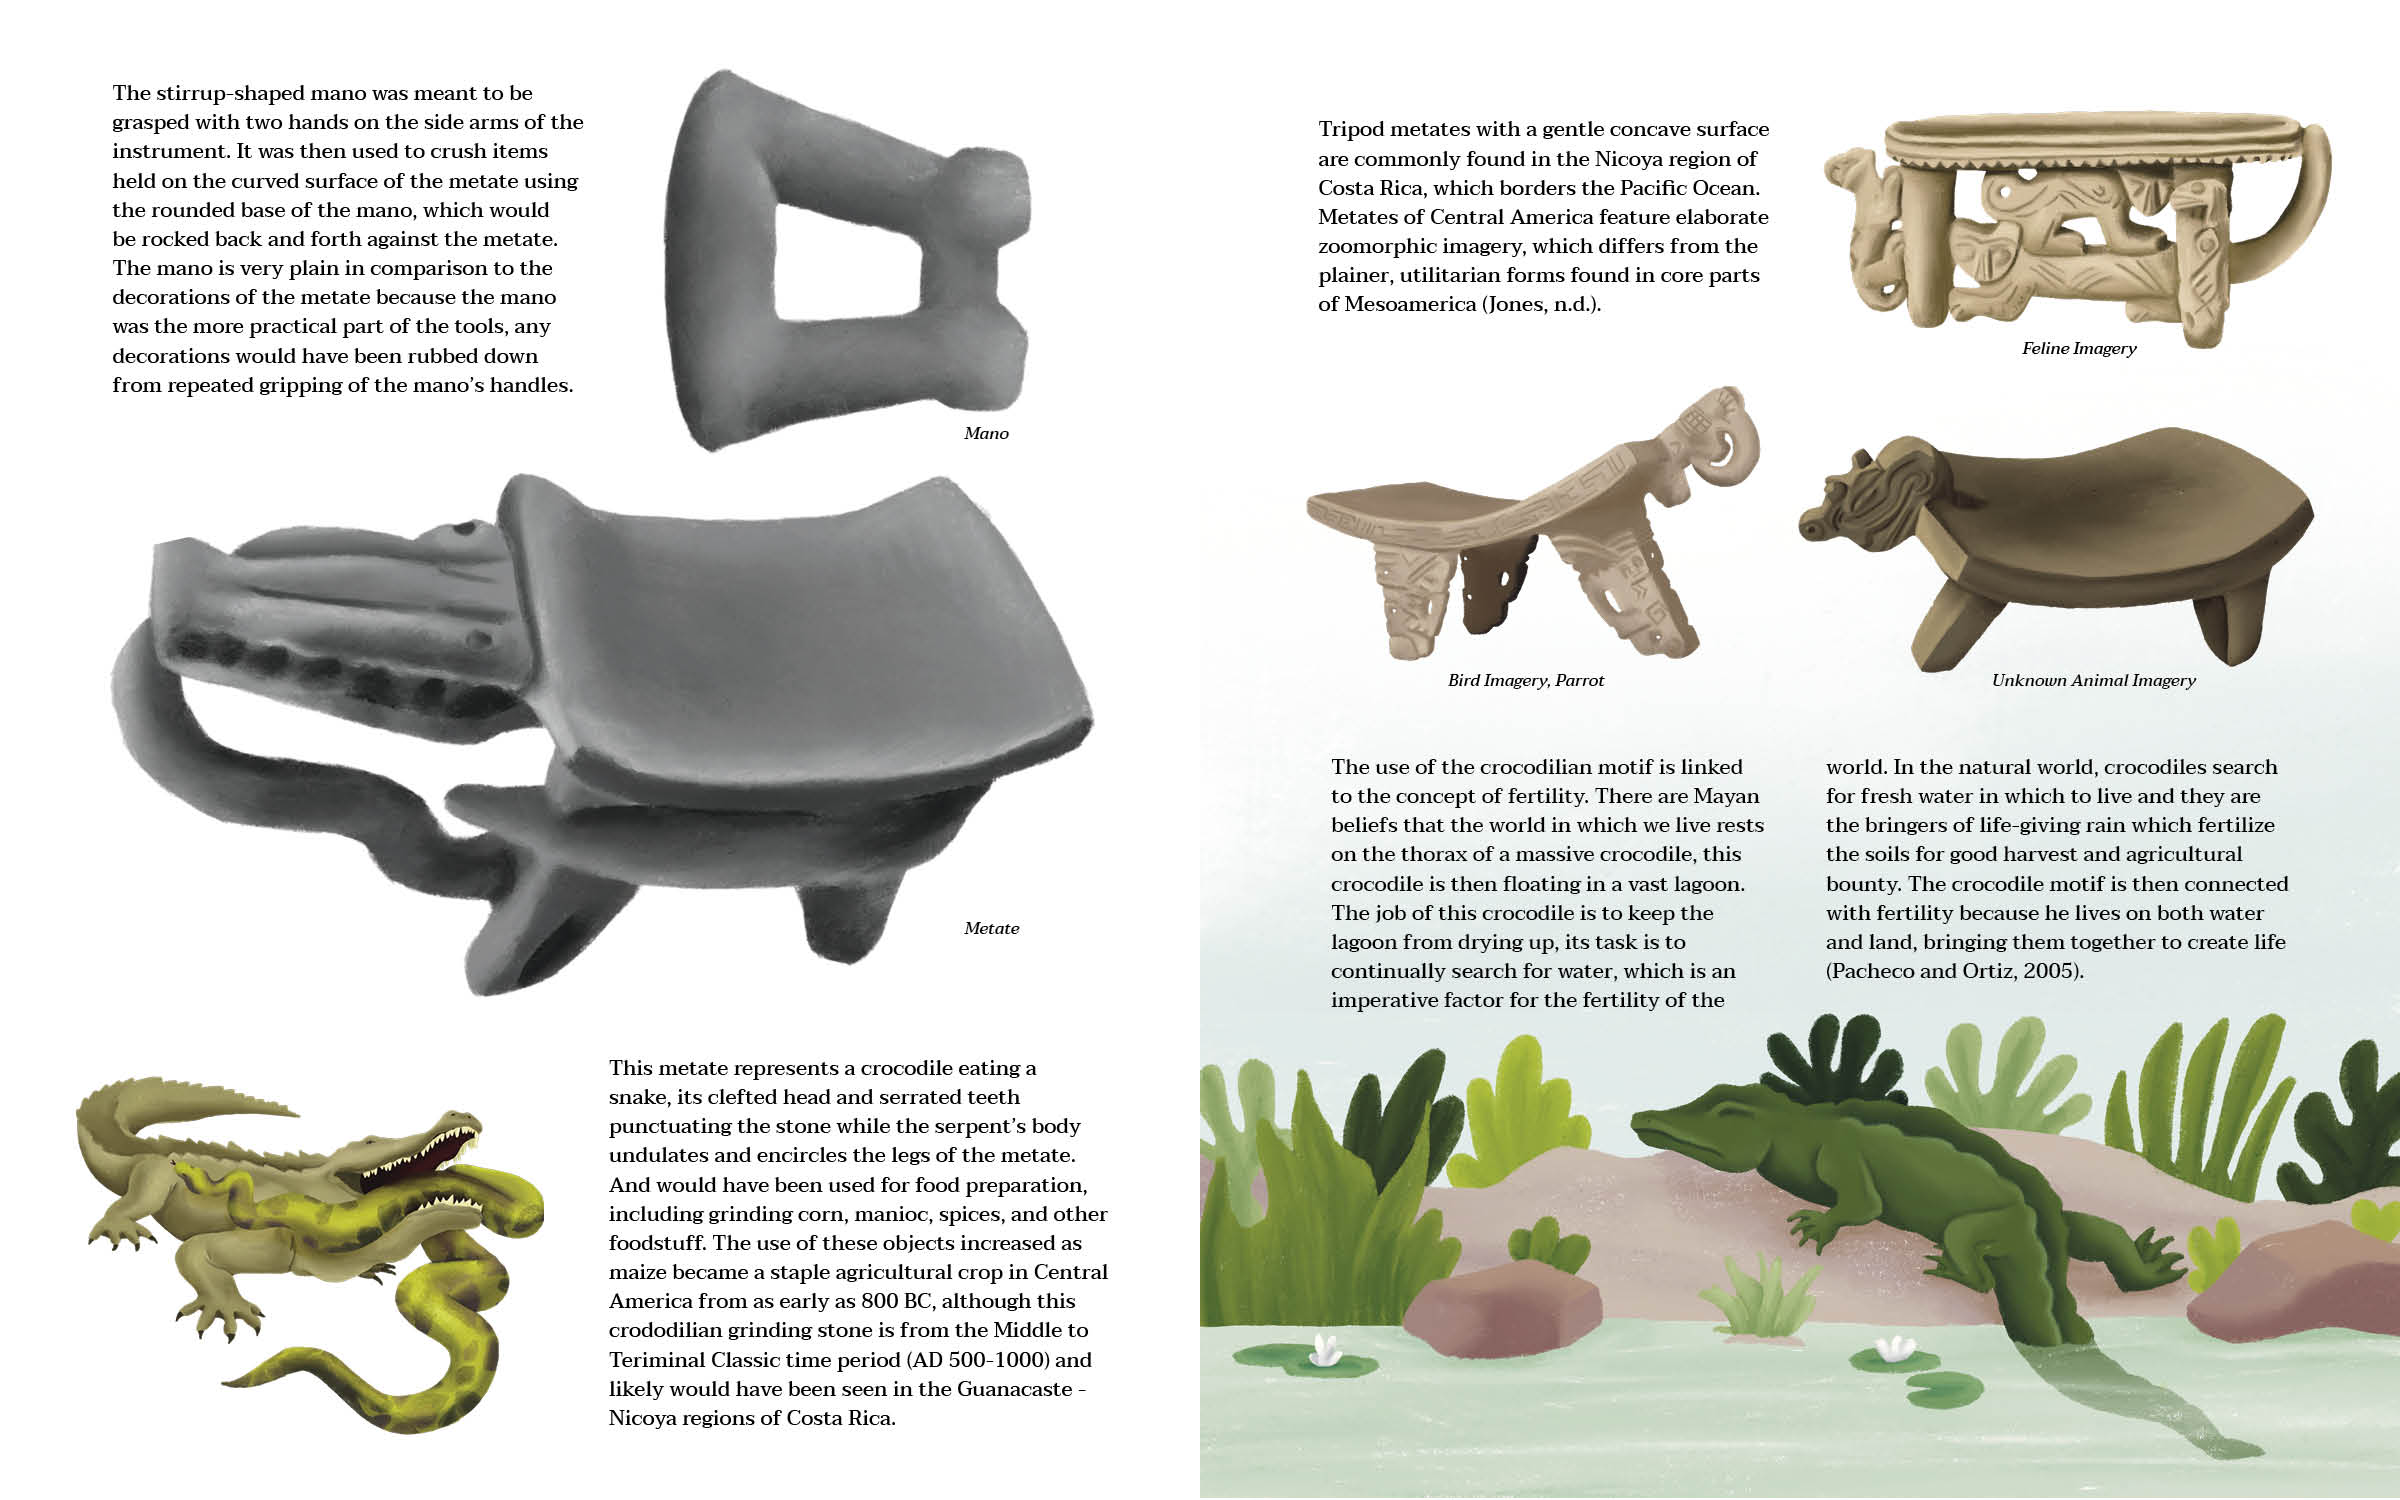 The stirrup-shaped mano was meant to be
grasped with two hands on the side arms of the
instrument. It was then used to crush items
held on the curved surface of the metate using
the rounded base of the mano, which would
be rocked back and forth against the metate.
The mano is very plain in comparison to the
decorations of the metate because the mano
was the more practical part of the tools, any
decorations would have been rubbed down
from repeated gripping of the mano’s handles.
Mano
Metate
This metate represents a crocodile eating a
snake, its clefted head and serrated teeth
punctuating the stone while the serpent’s body
undulates and encircles the legs of the metate.
And would have been used for food preparation,
including grinding corn, manioc, spices, and other
foodstuff. The use of these objects increased as
maize became a staple agricultural crop in Central
America from as early as 800 BC, although this
crododilian grinding stone is from the Middle to
Teriminal Classic time period (AD 500-1000) and
likely would have been seen in the Guanacaste -
Nicoya regions of Costa Rica.
Tripod metates with a gentle concave surface
are commonly found in the Nicoya region of
Costa Rica, which borders the Pacific Ocean.
Metates of Central America feature elaborate
zoomorphic imagery, which differs from the
plainer, utilitarian forms found in core parts
of Mesoamerica (Jones, n.d.).
Feline Imagery
Bird Imagery, Parrot
Unknown Animal Imagery
The use of the crocodilian motif is linked
to the concept of fertility. There are Mayan
beliefs that the world in which we live rests
on the thorax of a massive crocodile, this
crocodile is then floating in a vast lagoon.
The job of this crocodile is to keep the
lagoon from drying up, its task is to
continually search for water, which is an
imperative factor for the fertility of the
world. In the natural world, crocodiles search
for fresh water in which to live and they are
the bringers of life-giving rain which fertilize
the soils for good harvest and agricultural
bounty. The crocodile motif is then connected
with fertility because he lives on both water
and land, bringing them together to create life
(Pacheco and Ortiz, 2005).